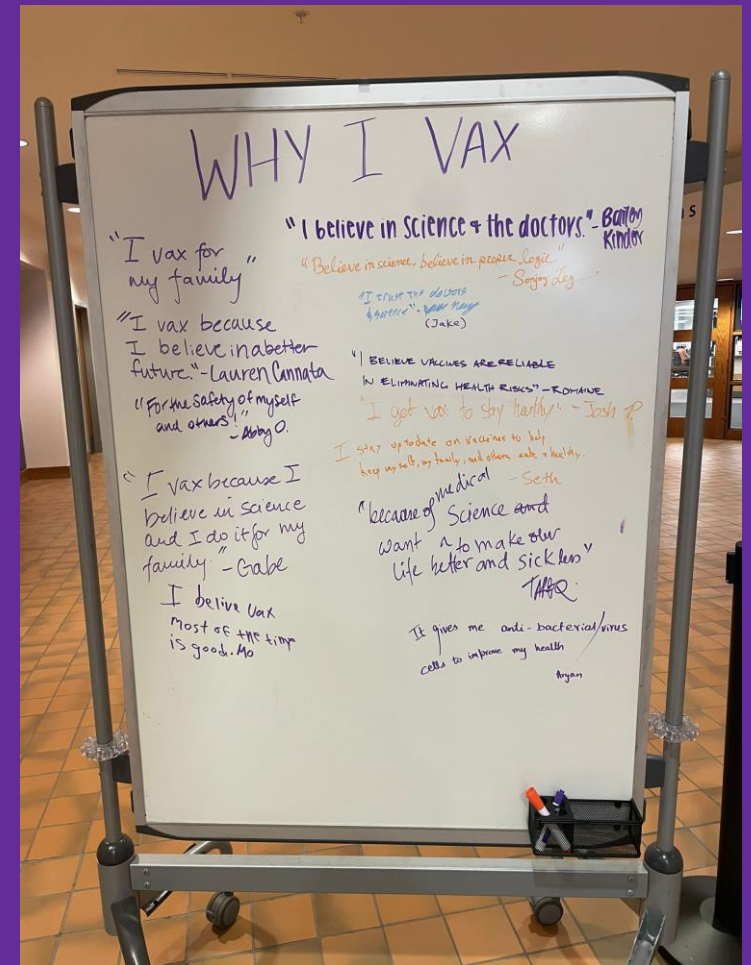 WHY I VAX
"I vax for
my family"
"I vax because
I believe in a better
future."-Lauren Cannata
"For the safety of myself
and others!"
-Abby O.
"I vax because I
believe in science
and I do it for my
family."-Gabe
I belive vax
most of the time
is good. Mo
"I believe in Science & the doctors."-Bailey
Kinder
"Believe in science, believe in proper logic"
"I trust the doctors
& science"-
(Jake)
"I BELIEVE VACCINES ARE RELIABLE
IN ELIMINATING HEALTH RISKS" -ROMAINE
"I get vax to stay healthy" - Josh P
I stay up to date on vaccines to help
keep myself, my family, and others safe & healthy.
- Seth
"because of medical
Science and
want to to make our
life better and sick less"
TARIQ
It gives me anti-bacterial/virus
cells to improve my health
Aryan
S